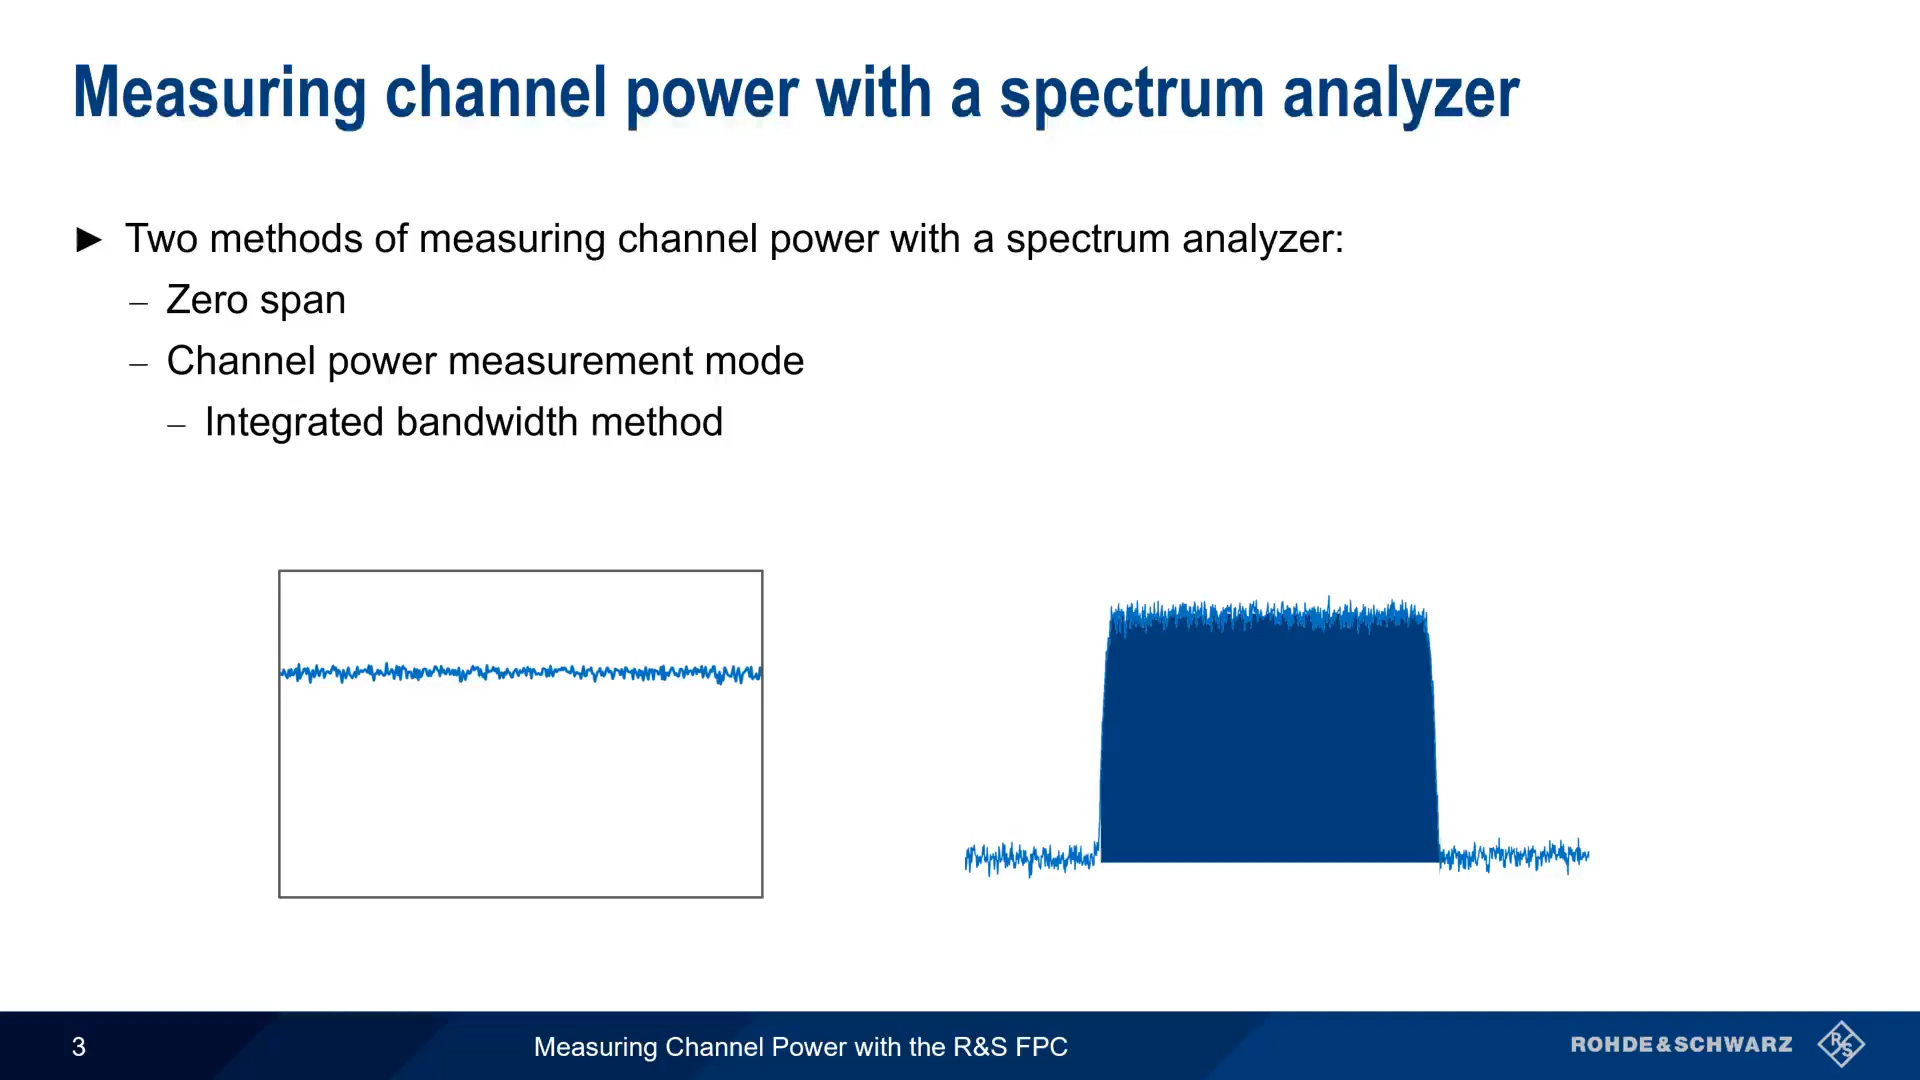 Measuring channel power with a spectrum analyzer
► Two methods of measuring channel power with a spectrum analyzer:
– Zero span
– Channel power measurement mode
– Integrated bandwidth method
3
Measuring Channel Power with the R&S FPC
ROHDE&SCHWARZ
R&S